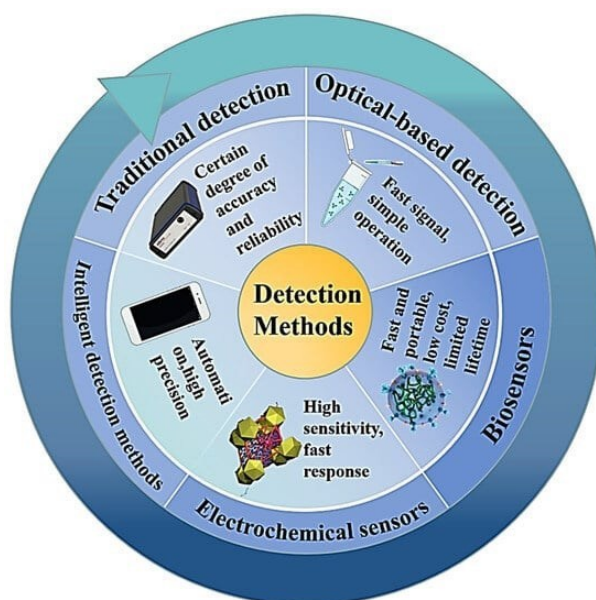 Detection
Methods
Traditional detection
Certain
degree of
accuracy
and
reliability
Optical-based detection
Fast signal,
simple
operation
Biosensors
Fast and
portable,
low cost,
limited
lifetime
Electrochemical sensors
High
sensitivity,
fast
response
Intelligent detection methods
Automati
on,high
precision